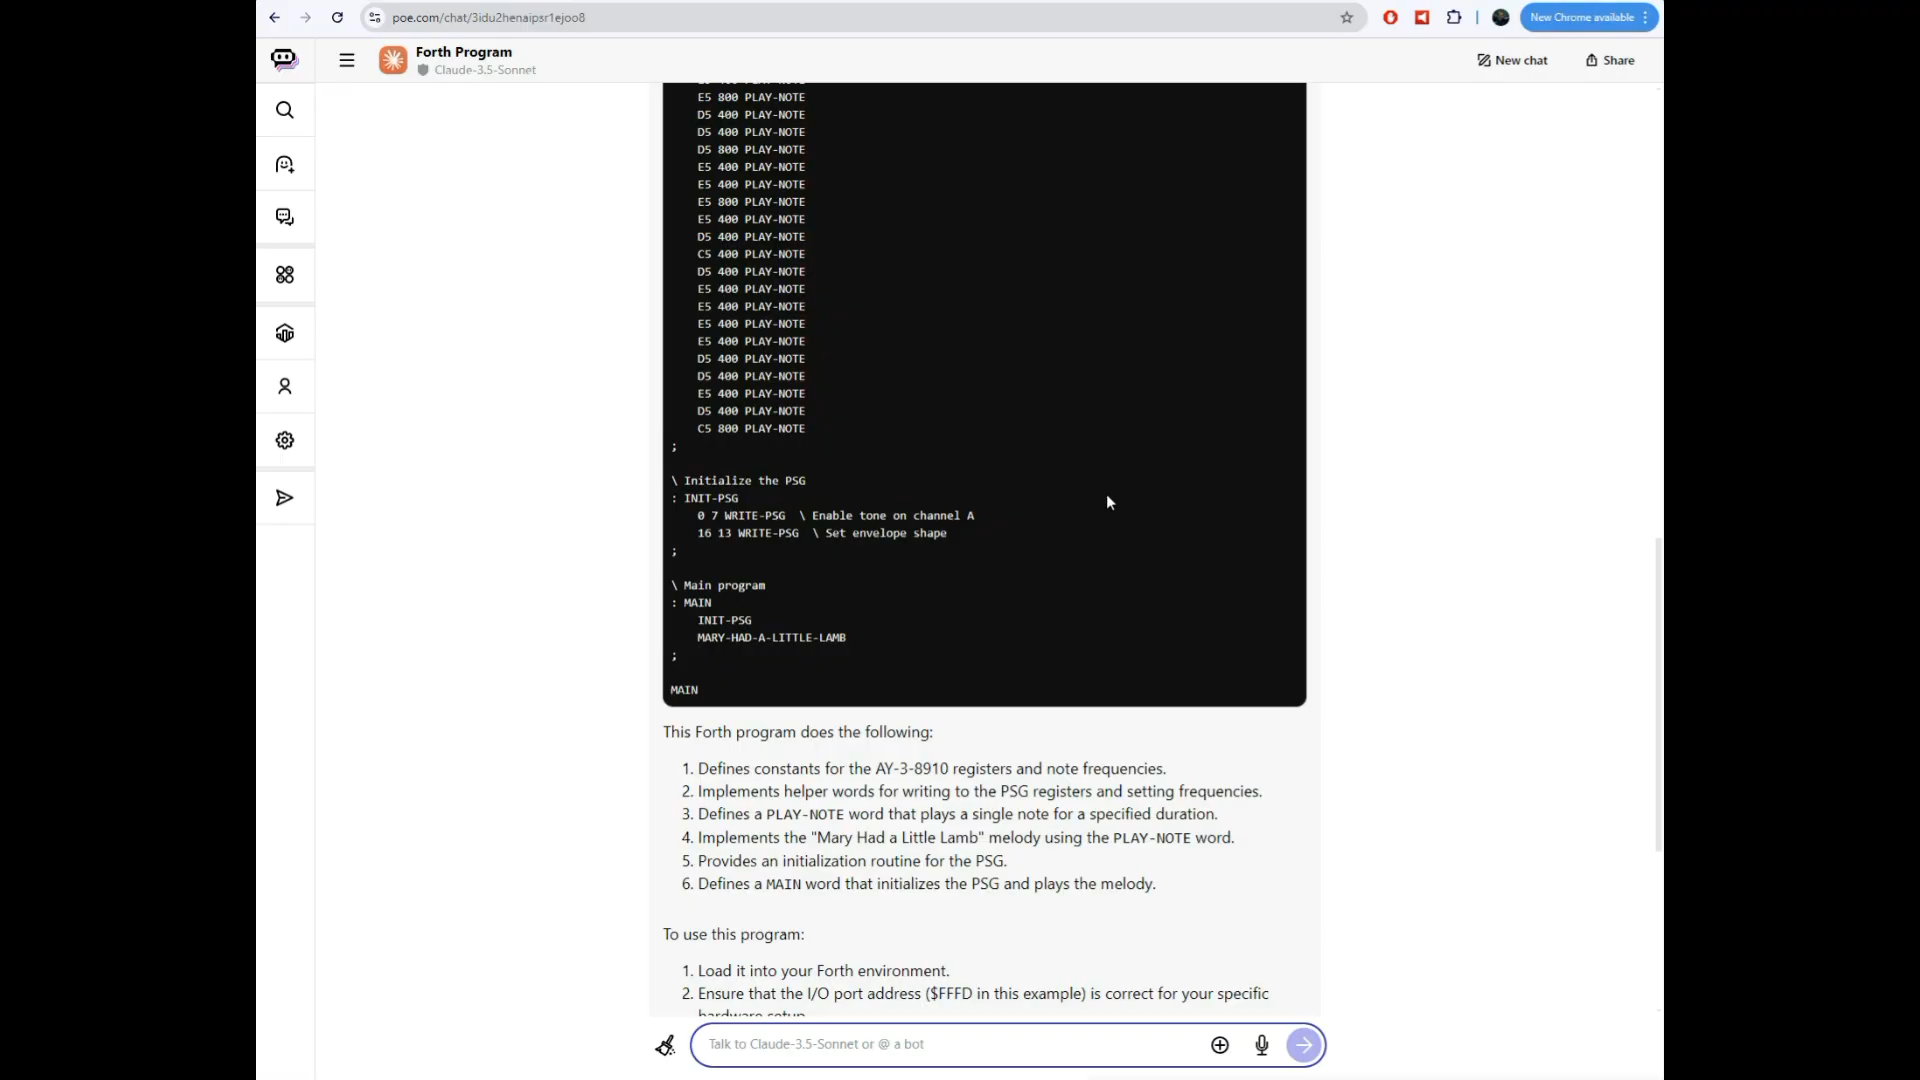 poe.com/chat/3idu2henaipsr1ejoo8
New Chrome available
Forth Program
Claude-3.5-Sonnet
New chat
Share
E5 800 PLAY-NOTE
D5 400 PLAY-NOTE
D5 400 PLAY-NOTE
D5 800 PLAY-NOTE
E5 400 PLAY-NOTE
E5 400 PLAY-NOTE
E5 800 PLAY-NOTE
E5 400 PLAY-NOTE
D5 400 PLAY-NOTE
C5 400 PLAY-NOTE
D5 400 PLAY-NOTE
E5 400 PLAY-NOTE
E5 400 PLAY-NOTE
E5 400 PLAY-NOTE
E5 400 PLAY-NOTE
D5 400 PLAY-NOTE
D5 400 PLAY-NOTE
E5 400 PLAY-NOTE
D5 400 PLAY-NOTE
C5 800 PLAY-NOTE
;
\ Initialize the PSG
: INIT-PSG
0 7 WRITE-PSG \ Enable tone on channel A
16 13 WRITE-PSG \ Set envelope shape
;
\ Main program
: MAIN
INIT-PSG
MARY-HAD-A-LITTLE-LAMB
;
MAIN
This Forth program does the following:
1. Defines constants for the AY-3-8910 registers and note frequencies.
2. Implements helper words for writing to the PSG registers and setting frequencies.
3. Defines a PLAY-NOTE word that plays a single note for a specified duration.
4. Implements the "Mary Had a Little Lamb" melody using the PLAY-NOTE word.
5. Provides an initialization routine for the PSG.
6. Defines a MAIN word that initializes the PSG and plays the melody.
To use this program:
1. Load it into your Forth environment.
2. Ensure that the I/O port address ($FFFD in this example) is correct for your specific
hardware setup
Talk to Claude-3.5-Sonnet or @ a bot